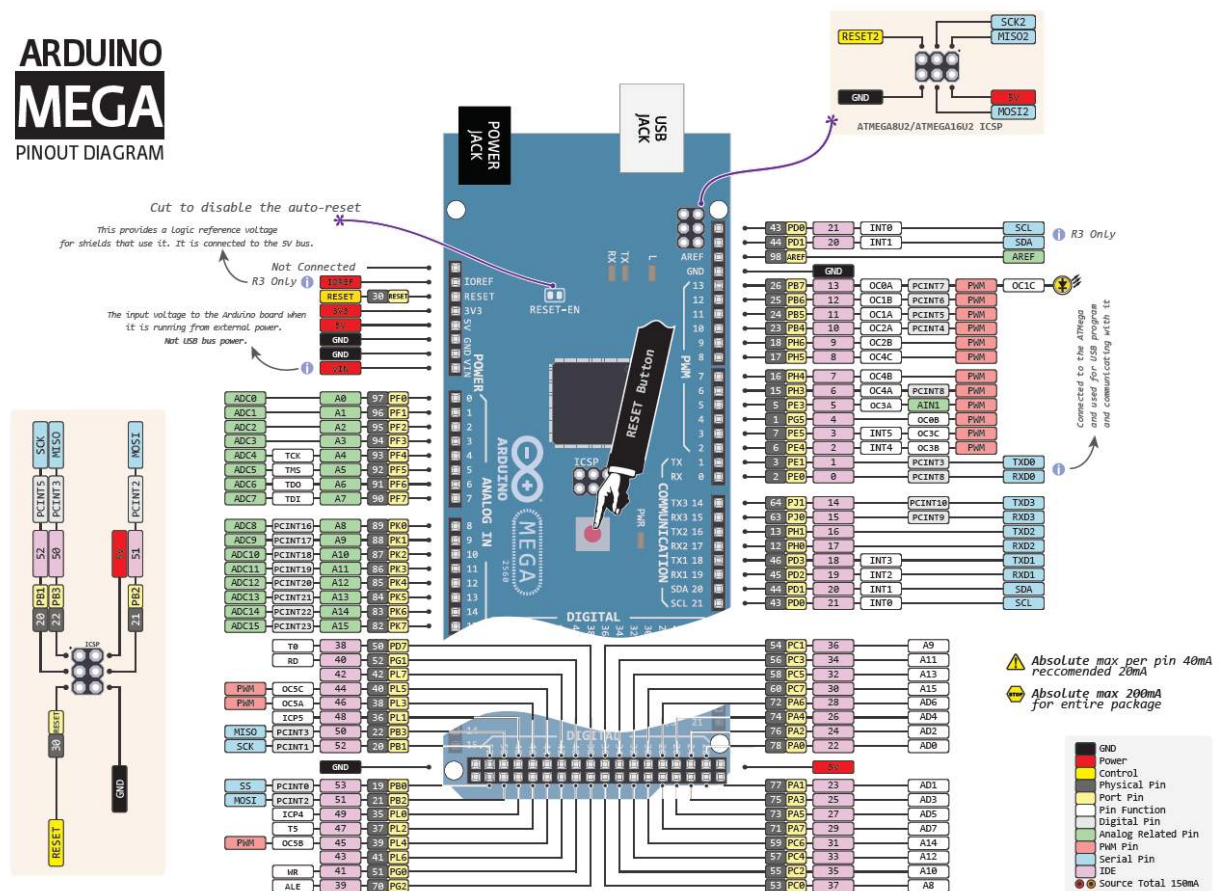 ARDUINO
MEGA
PINOUT DIAGRAM
RESET2
SCK2
MISO2
GND
5V
MOSI2
ATMEGA8U2/ATMEGA16U2 ICSP
POWER JACK
USB JACK
Cut to disable the auto-reset
This provides a logic reference voltage
for shields that use it. It is connected to the 5V bus.
Not Connected
R3 Only IOREF
RESET 30 RESET
3V3
5V
GND
GND
VIN
The input voltage to the Arduino board when
it is running from external power.
Not USB bus power.
IOREF
RESET
3V3
5V
GND
VIN
POWER
RESET-EN
RX
TX
L
AREF
GND
13
12
11
10
9
8
PWM
7
6
5
4
3
2
TX 1
RX 0
TX3 14
RX3 15
TX2 16
RX2 17
TX1 18
RX1 19
SDA 20
SCL 21
COMMUNICATION
0
1
2
3
4
5
6
7
ANALOG IN
8
9
10
11
12
13
14
ARDUINO
MEGA
2560
ICSP
PWR
RESET Button
DIGITAL
43 PD0 21 INT0 SCL R3 Only
44 PD1 20 INT1 SDA
98 AREF AREF
GND
26 PB7 13 OC0A PCINT7 PWM OC1C
25 PB6 12 OC1B PCINT6 PWM
24 PB5 11 OC1A PCINT5 PWM
23 PB4 10 OC2A PCINT4 PWM
18 PH6 9 OC2B PWM
17 PH5 8 OC4C PWM
16 PH4 7 OC4B PWM
15 PH3 6 OC4A PCINT8 PWM
5 PE3 5 OC3A AIN1 PWM
1 PG5 4 OC0B PWM
7 PE5 3 INT5 OC3C PWM
6 PE4 2 INT4 OC3B PWM
3 PE1 1 PCINT3 TXD0
2 PE0 0 PCINT8 RXD0
Connected to the ATMega
and used for USB program
and communicating with it
64 PJ1 14 PCINT10 TXD3
63 PJ0 15 PCINT9 RXD3
13 PH1 16 TXD2
12 PH0 17 RXD2
46 PD3 18 INT3 TXD1
45 PD2 19 INT2 RXD1
44 PD1 20 INT1 SDA
43 PD0 21 INT0 SCL
ADC0 A0 97 PF0
ADC1 A1 96 PF1
ADC2 A2 95 PF2
ADC3 A3 94 PF3
ADC4 TCK A4 93 PF4
ADC5 TMS A5 92 PF5
ADC6 TDO A6 91 PF6
ADC7 TDI A7 90 PF7
ADC8 PCINT16 A8 89 PK0
ADC9 PCINT17 A9 88 PK1
ADC10 PCINT18 A10 87 PK2
ADC11 PCINT19 A11 86 PK3
ADC12 PCINT20 A12 85 PK4
ADC13 PCINT21 A13 84 PK5
ADC14 PCINT22 A14 83 PK6
ADC15 PCINT23 A15 82 PK7
T0 38 50 PD7
RD 40 52 PG1
42 42 PL7
PWM OC5C 44 40 PL5
PWM OC5A 46 38 PL3
ICP5 48 36 PL1
MISO PCINT3 50 22 PB3
SCK PCINT1 52 20 PB1
GND
SS PCINT0 53 19 PB0
MOSI PCINT2 51 21 PB2
ICP4 49 35 PL0
T5 47 37 PL2
PWM OC5B 45 39 PL4
43 41 PL6
WR 41 51 PG0
ALE 39 70 PG2
54 PC1 36 A9
56 PC3 34 A11
58 PC5 32 A13
60 PC7 30 A15
72 PA6 28 AD6
74 PA4 26 AD4
76 PA2 24 AD2
78 PA0 22 AD0
5V
77 PA1 23 AD1
75 PA3 25 AD3
73 PA5 27 AD5
71 PA7 29 AD7
59 PC6 31 A14
57 PC4 33 A12
55 PC2 35 A10
53 PC0 37 A8
DIGITAL
21
SCK
MISO
MOSI
PCINT5
PCINT3
PCINT2
52
50
5V
51
PB1
PB3
PB2
20
22
21
ICSP
RESET
30
GND
RESET
Absolute max per pin 40mA
reccomended 20mA
STOP
Absolute max 200mA
for entire package
GND
Power
Control
Physical Pin
Port Pin
Pin Function
Digital Pin
Analog Related Pin
PWM Pin
Serial Pin
IDE
Source Total 150mA